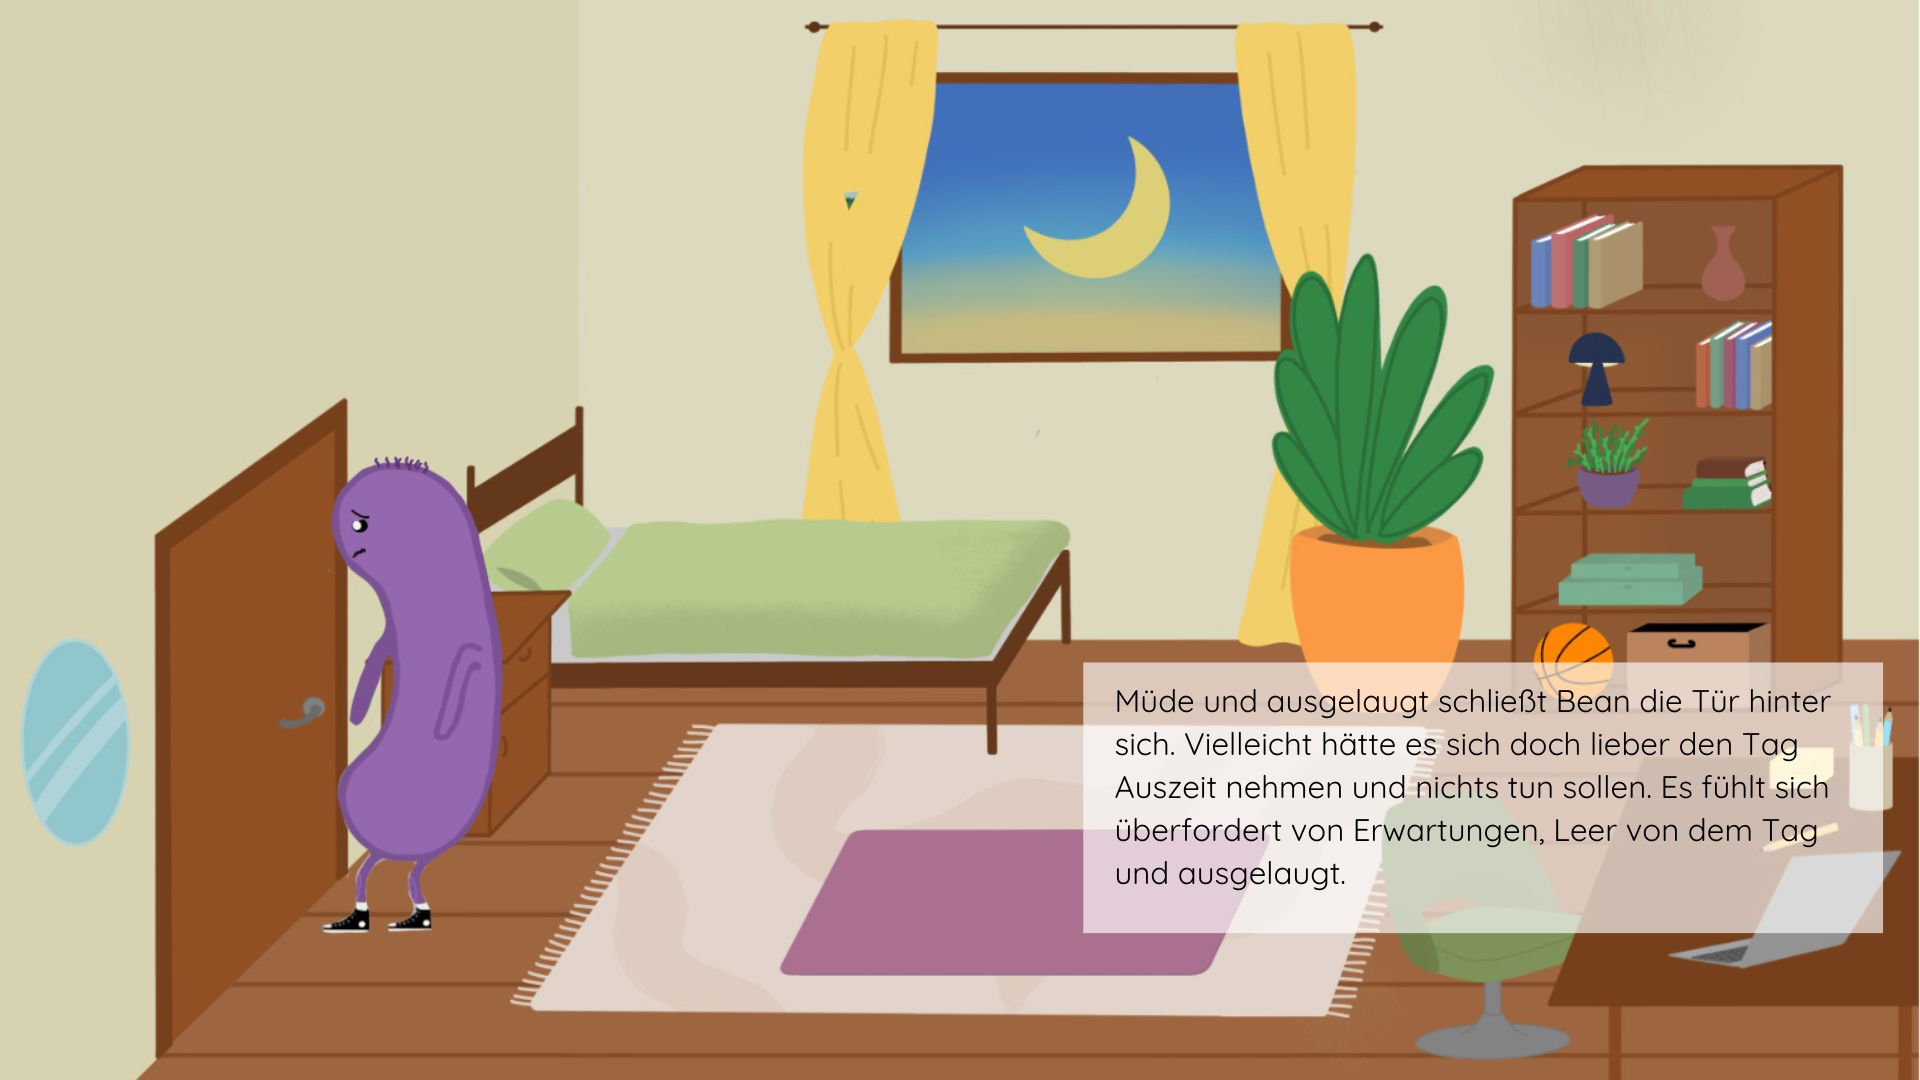 Müde und ausgelaugt schließt Bean die Tür hinter
sich. Vielleicht hätte es sich doch lieber den Tag
Auszeit nehmen und nichts tun sollen. Es fühlt sich
überfordert von Erwartungen, Leer von dem Tag
und ausgelaugt.